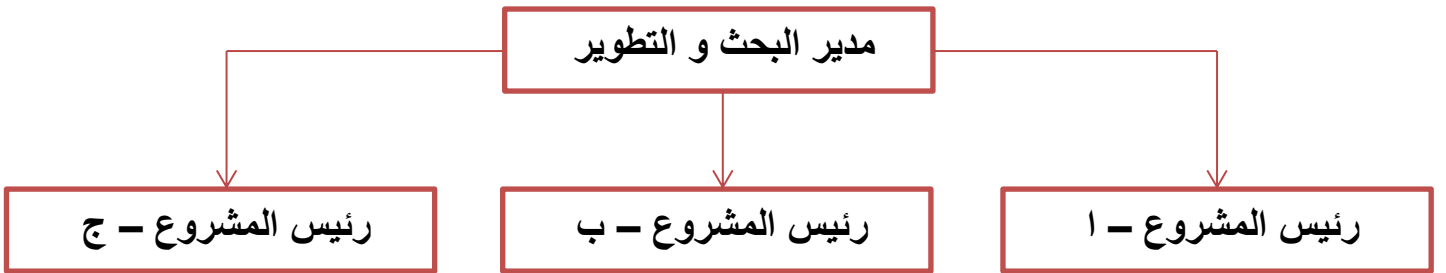 مدير البحث و التطوير
رئيس المشروع – ا
رئيس المشروع – ب
رئيس المشروع – ج